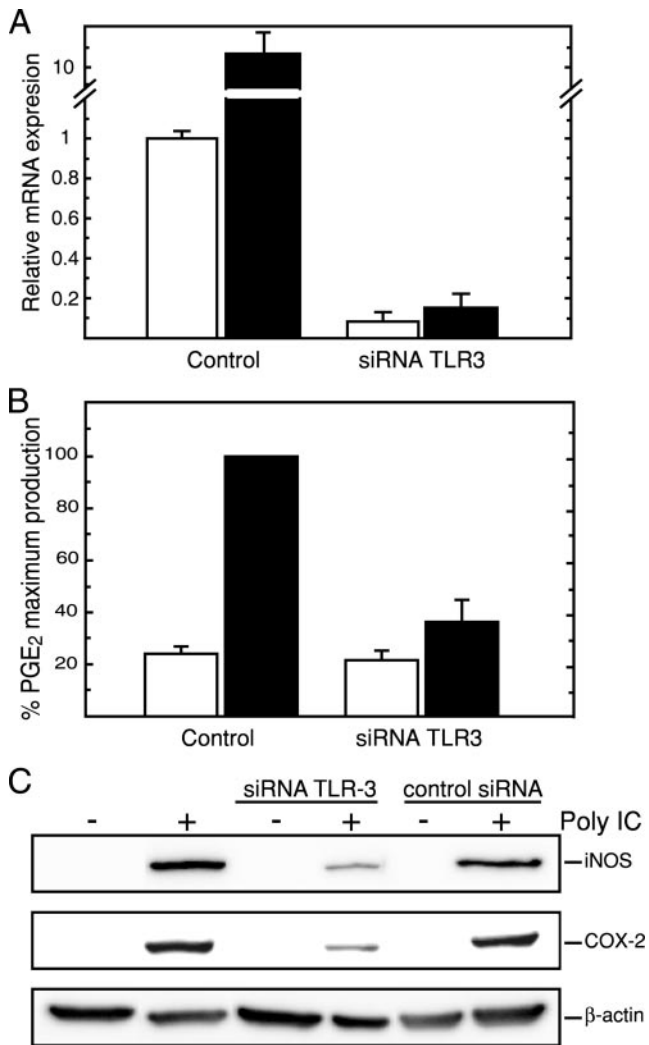 A
Relative mRNA expresion
10
1
0.8
0.6
0.4
0.2
Control siRNA TLR3
B
% PGE2 maximum production
100
80
60
40
20
Control siRNA TLR3
C
siRNA TLR-3 control siRNA
- + - + - + Poly IC
iNOS
COX-2
β-actin